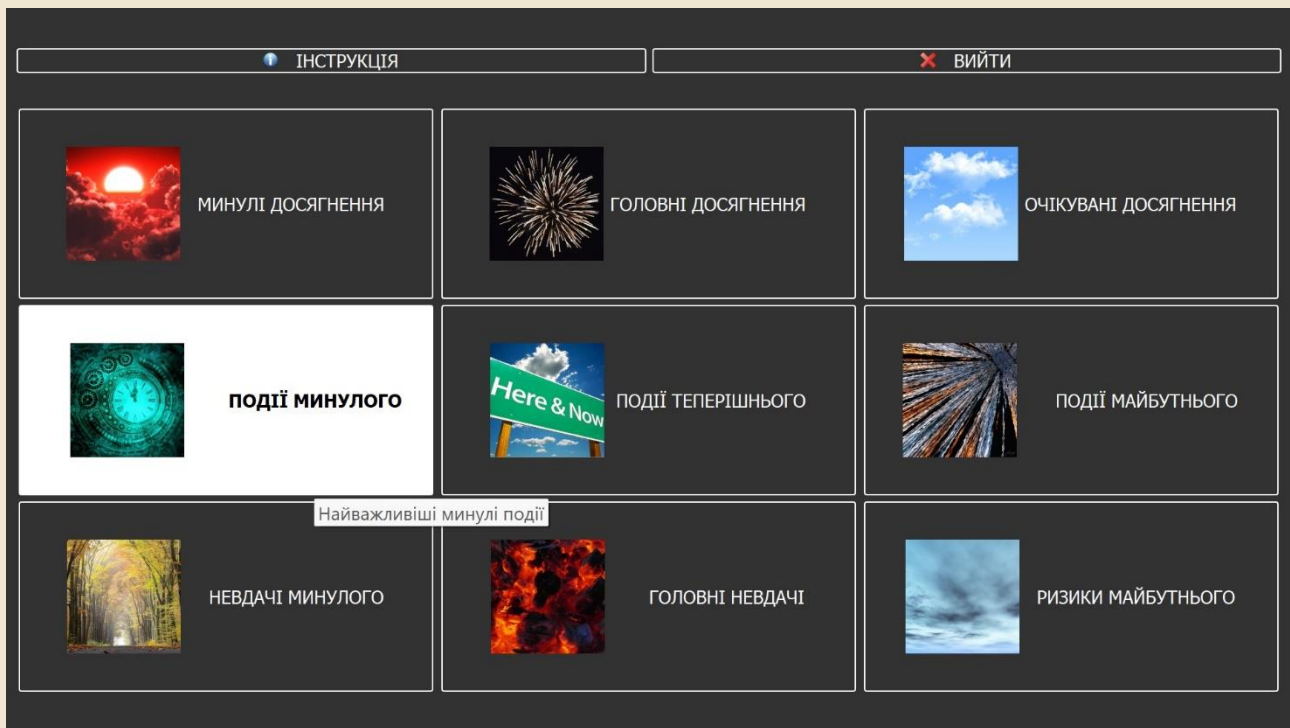 ІНСТРУКЦІЯ
ВИЙТИ
МИНУЛІ ДОСЯГНЕННЯ
ГОЛОВНІ ДОСЯГНЕННЯ
ОЧІКУВАНІ ДОСЯГНЕННЯ
ПОДІЇ МИНУЛОГО
Here & Now
ПОДІЇ ТЕПЕРІШНЬОГО
ПОДІЇ МАЙБУТНЬОГО
Найважливіші минулі події
НЕВДАЧІ МИНУЛОГО
ГОЛОВНІ НЕВДАЧІ
РИЗИКИ МАЙБУТНЬОГО